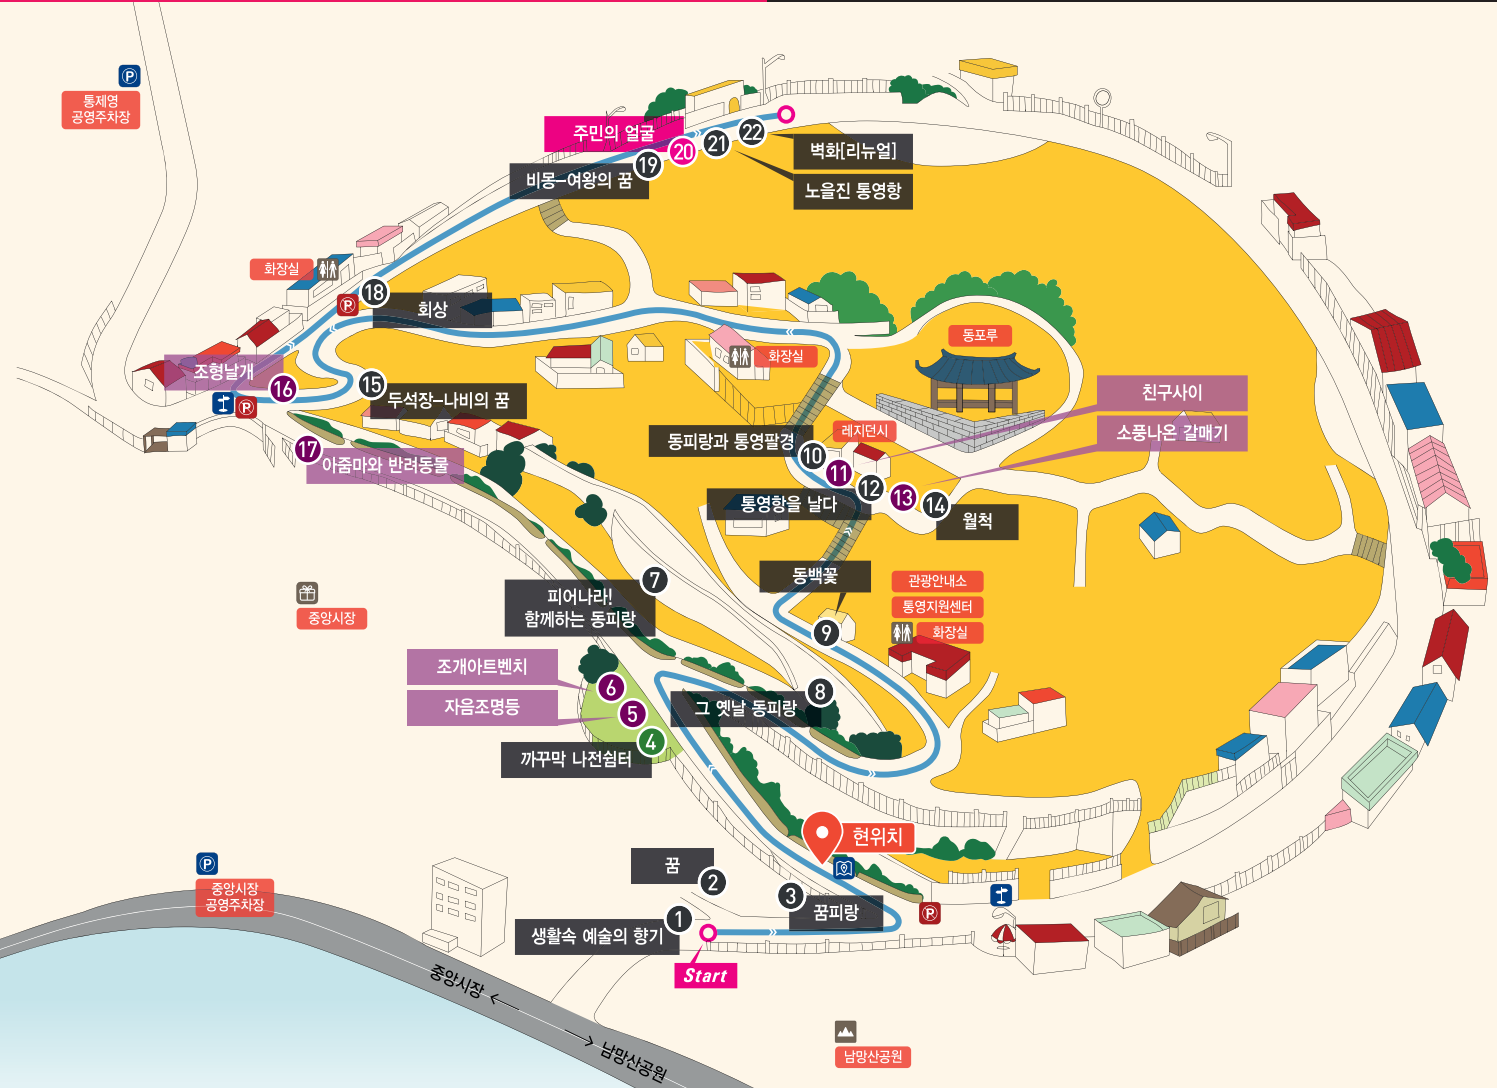 통제영
공영주차장
주민의 얼굴
20
19
21
22
비몽-여왕의 꿈
벽화[리뉴얼]
노을진 통영항
화장실
18
회상
조형날개
16
15
두석장-나비의 꿈
17
아줌마와 반려동물
화장실
동포루
친구사이
소풍나온 갈매기
레지던시
동피랑과 통영팔경
10
11
12
13
14
통영항을 날다
월척
동백꽃
9
관광안내소
통영지원센터
화장실
중앙시장
7
피어나라!
함께하는 동피랑
조개아트벤치
6
자음조명등
5
4
까꾸막 나전쉼터
8
그 옛날 동피랑
현위치
꿈
2
3
꿈피랑
1
생활속 예술의 향기
Start
중앙시장
공영주차장
중앙시장
남망산공원
남망산공원
P
P
P
P
P